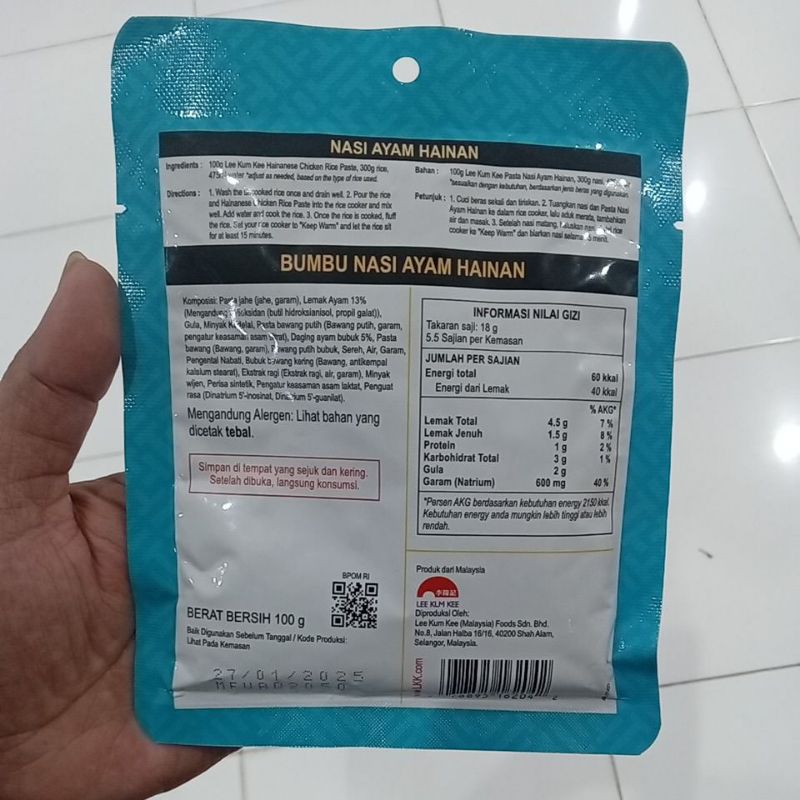 NASI AYAM HAINAN
Ingredients : 100g Lee Kum Kee Hainanese Chicken Rice Paste, 300g rice,
water *adjust as needed, based on the type of rice used.
Directions : 1. Wash the uncooked rice once and drain well. 2. Pour the rice
and Hainanese Chicken Rice Paste into the rice cooker and mix
well. Add water and cook the rice. 3. Once the rice is cooked, fluff
the rice. Set your rice cooker to "Keep Warm" and let the rice sit
for at least 15 minutes.
Bahan : 100g Lee Kum Kee Pasta Nasi Ayam Hainan, 300g nasi,
*sesuaikan dengan kebutuhan, berdasarkan jenis beras yang digunakan.
Petunjuk : 1. Cuci beras sekali dan tiriskan. 2. Tuangkan nasi dan Pasta Nasi
Ayam Hainan ke dalam rice cooker, lalu aduk merata, tambahkan
air dan masak. 3. Setelah nasi matang, rice
cooker ke "Keep Warm" dan biarkan nasi selama menit.
BUMBU NASI AYAM HAINAN
Komposisi: Pasta jahe (jahe, garam), Lemak Ayam 13%
(Mengandung (butil hidroksianisol, propil galat)),
Gula, Minyak Kedelai, Pasta bawang putih (Bawang putih, garam,
pengatur keasaman asam sitrat), Daging ayam bubuk 5%, Pasta
bawang (Bawang, garam), Bawang putih bubuk, Sereh, Air, Garam,
Pengental Nabati, Bubuk bawang kering (Bawang, antikempal
kalsium stearat), Ekstrak ragi (Ekstrak ragi, air, garam), Minyak
wijen, Perisa sintetik, Pengatur keasaman asam laktat, Penguat
rasa (Dinatrium 5'-inosinat, Dinatrium 5'-guanilat).
Mengandung Alergen: Lihat bahan yang
dicetak tebal.
Simpan di tempat yang sejuk dan kering.
Setelah dibuka, langsung konsumsi.
BPOM RI
BERAT BERSIH 100 g
Baik Digunakan Sebelum Tanggal / Kode Produksi:
Lihat Pada Kemasan
27/01/2025
INFORMASI NILAI GIZI
Takaran saji: 18 g
5.5 Sajian per Kemasan
JUMLAH PER SAJIAN
Energi total 60 kkal
Energi dari Lemak 40 kkal
% AKG*
Lemak Total 4.5 g 7 %
Lemak Jenuh 1.5 g 8 %
Protein 1 g 2 %
Karbohidrat Total 3 g 1 %
Gula 2 g
Garam (Natrium) 600 mg 40 %
*Persen AKG berdasarkan kebutuhan energy 2150 kkal.
Kebutuhan energy anda mungkin lebih tinggi atau lebih
rendah.
Produk dari Malaysia
李錦記
LEE KUM KEE
Diproduksi Oleh:
Lee Kum Kee (Malaysia) Foods Sdn. Bhd.
No.8, Jalan Halba 16/16, 40200 Shah Alam,
Selangor, Malaysia.
LKK.com